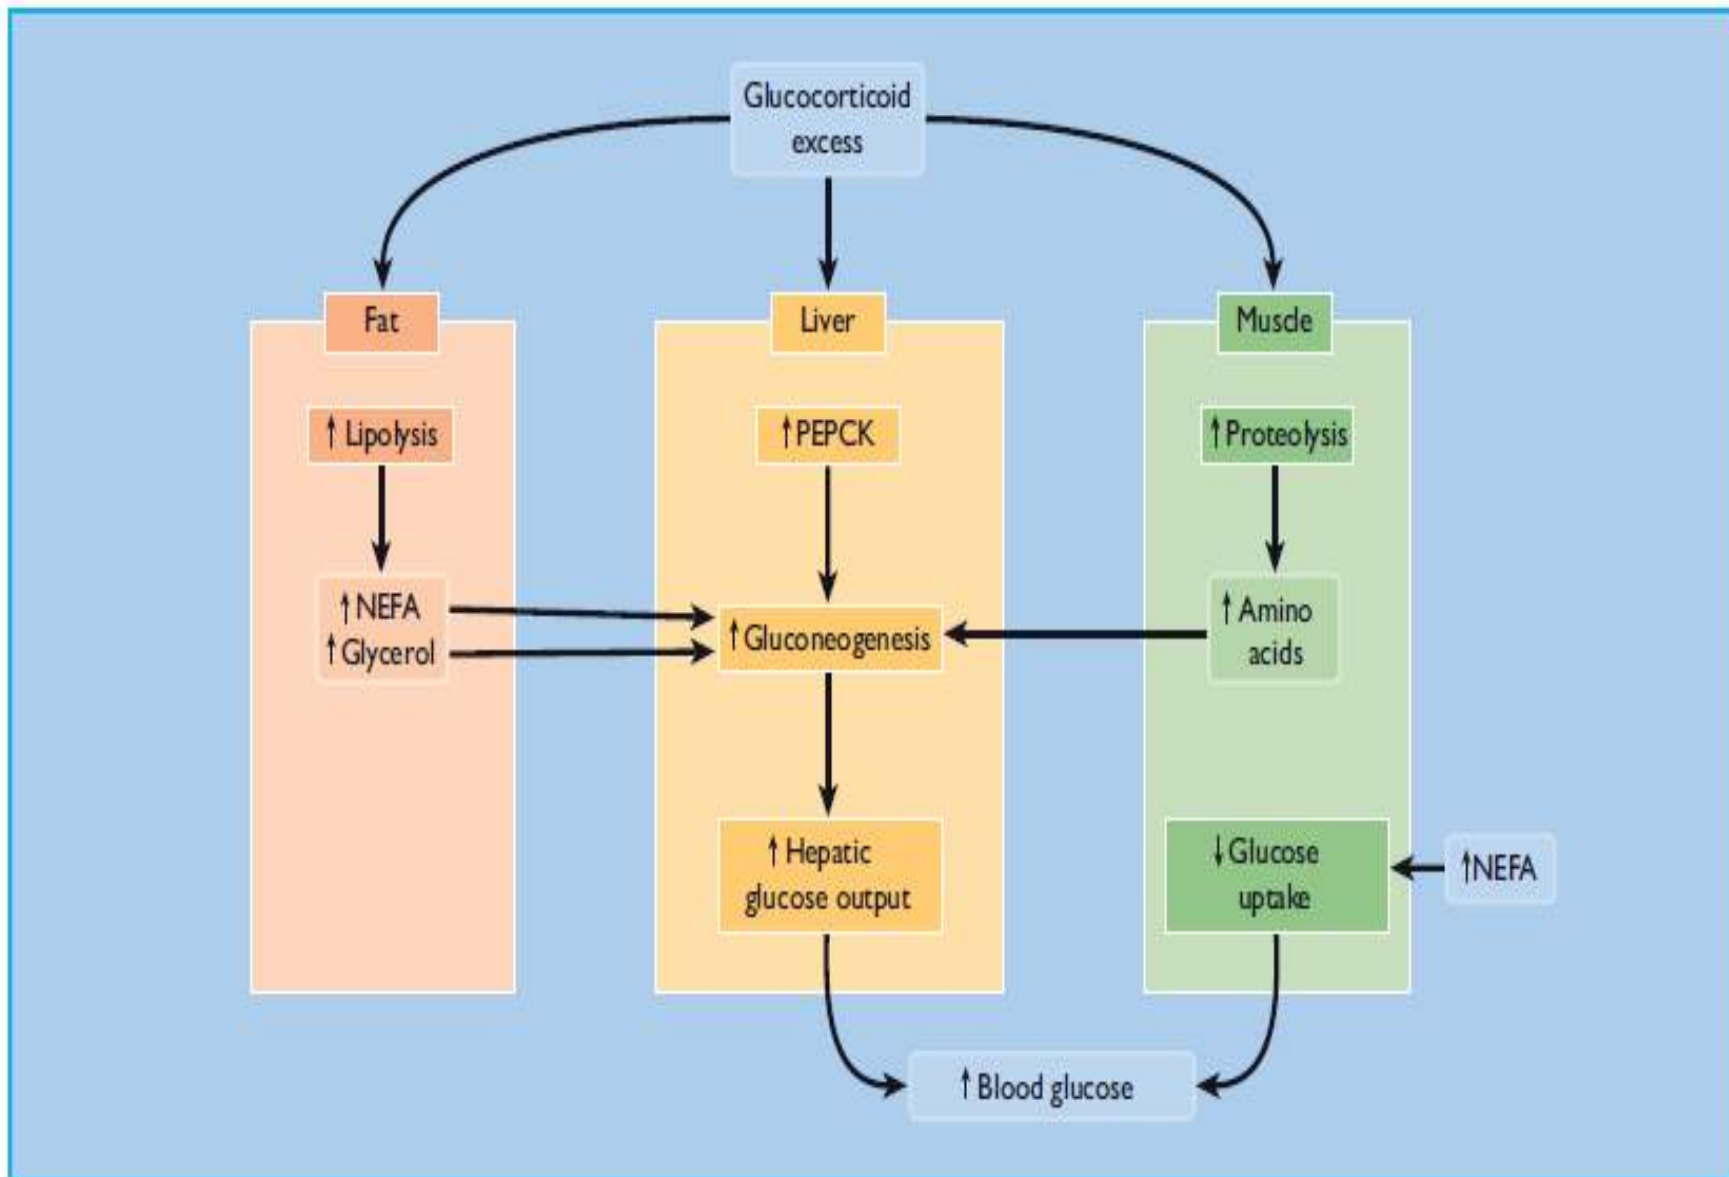 Glucocorticoid
excess
Fat
Liver
Muscle
↑ Lipolysis
↑ PEPCK
↑ Proteolysis
↑ NEFA
↑ Glycerol
↑ Gluconeogenesis
↑ Amino
acids
↑ Hepatic
glucose output
↓ Glucose
uptake
↑ NEFA
↑ Blood glucose